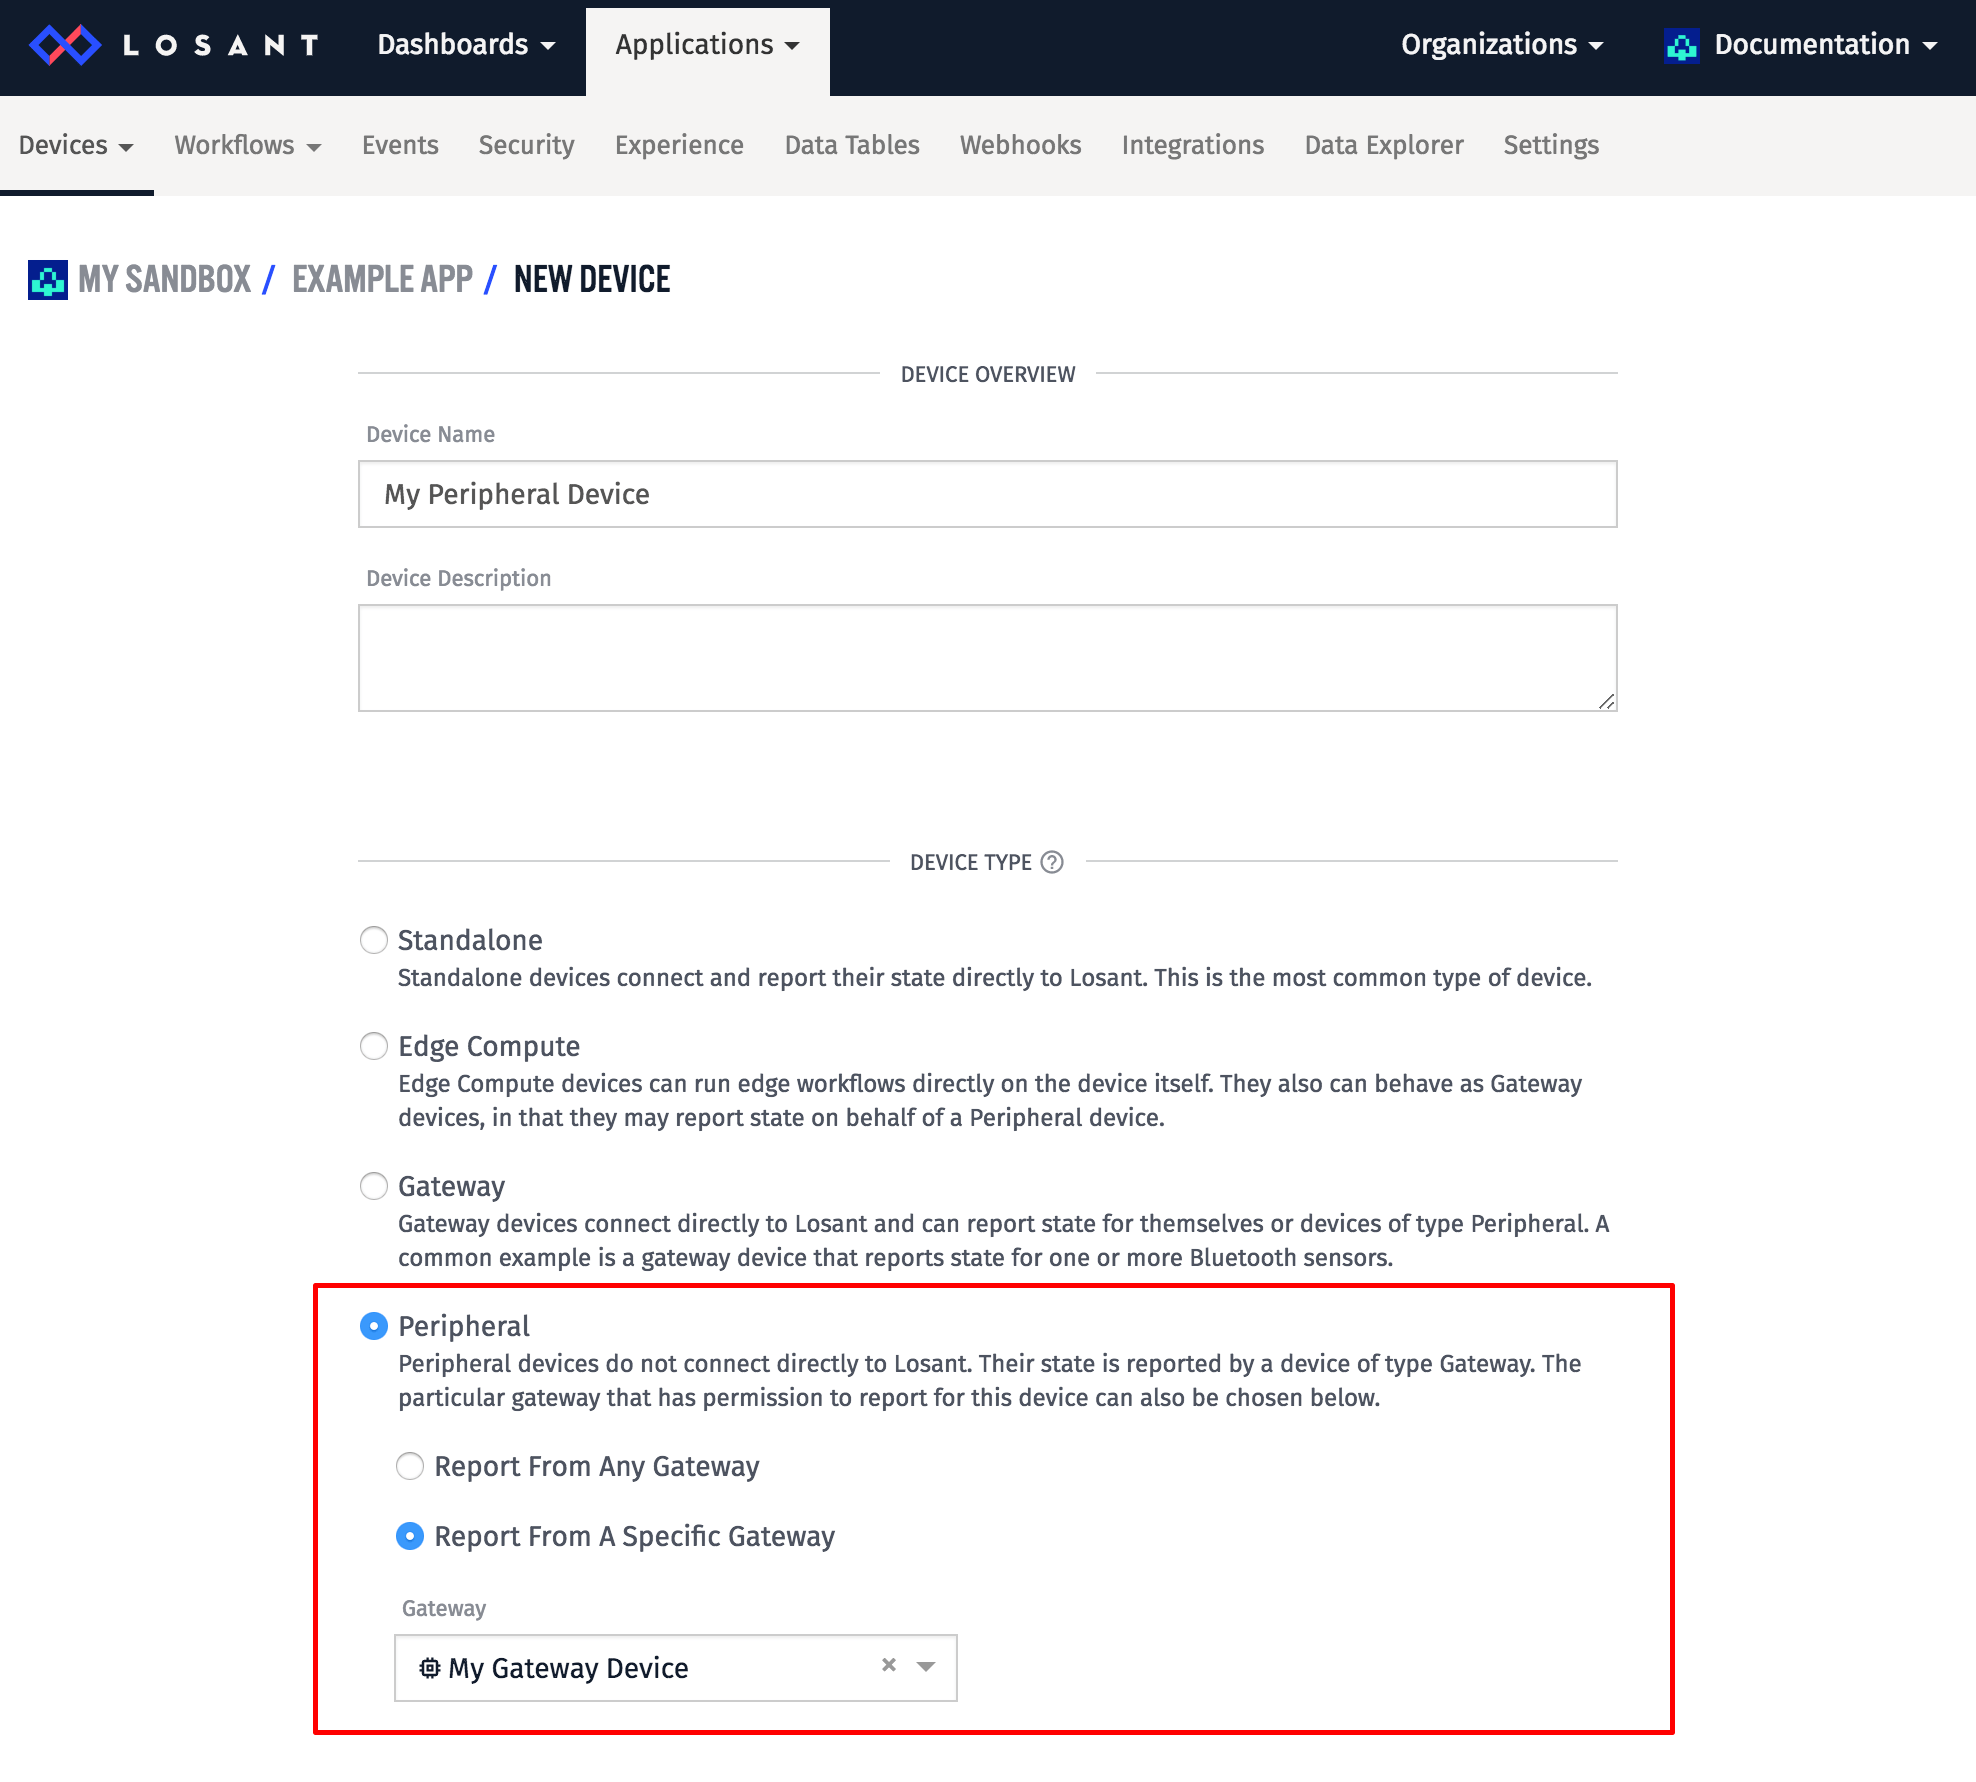 LOSANT Dashboards Applications Organizations Documentation
Devices Workflows Events Security Experience Data Tables Webhooks Integrations Data Explorer Settings
MY SANDBOX / EXAMPLE APP / NEW DEVICE
DEVICE OVERVIEW
Device Name
My Peripheral Device
Device Description
DEVICE TYPE ?
Standalone
Standalone devices connect and report their state directly to Losant. This is the most common type of device.
Edge Compute
Edge Compute devices can run edge workflows directly on the device itself. They also can behave as Gateway
devices, in that they may report state on behalf of a Peripheral device.
Gateway
Gateway devices connect directly to Losant and can report state for themselves or devices of type Peripheral. A
common example is a gateway device that reports state for one or more Bluetooth sensors.
Peripheral
Peripheral devices do not connect directly to Losant. Their state is reported by a device of type Gateway. The
particular gateway that has permission to report for this device can also be chosen below.
Report From Any Gateway
Report From A Specific Gateway
Gateway
My Gateway Device ×